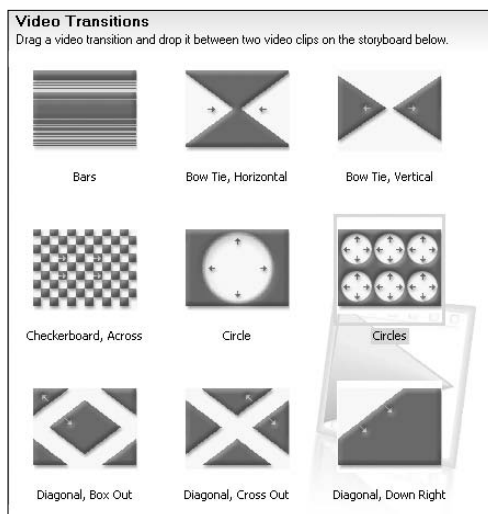 Video Transitions
Drag a video transition and drop it between two video clips on the storyboard below.
Bars
Bow Tie, Horizontal
Bow Tie, Vertical
Checkerboard, Across
Circle
Circles
Diagonal, Box Out
Diagonal, Cross Out
Diagonal, Down Right